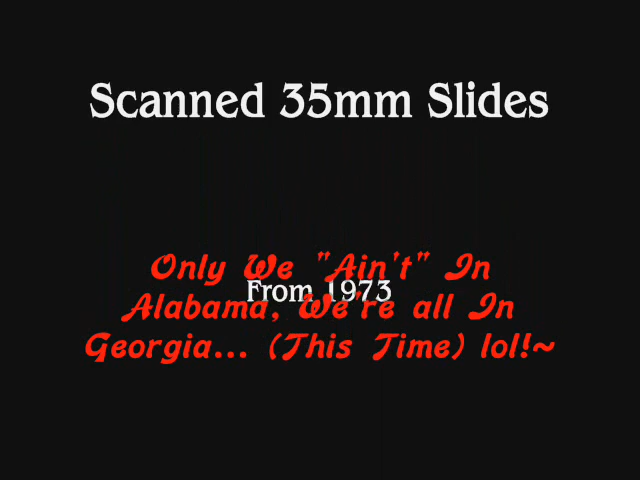 Scanned 35mm Slides
Only We "Ain't" In
From 1973
Alabama, We're all In
Georgia... (This Time) lol!~